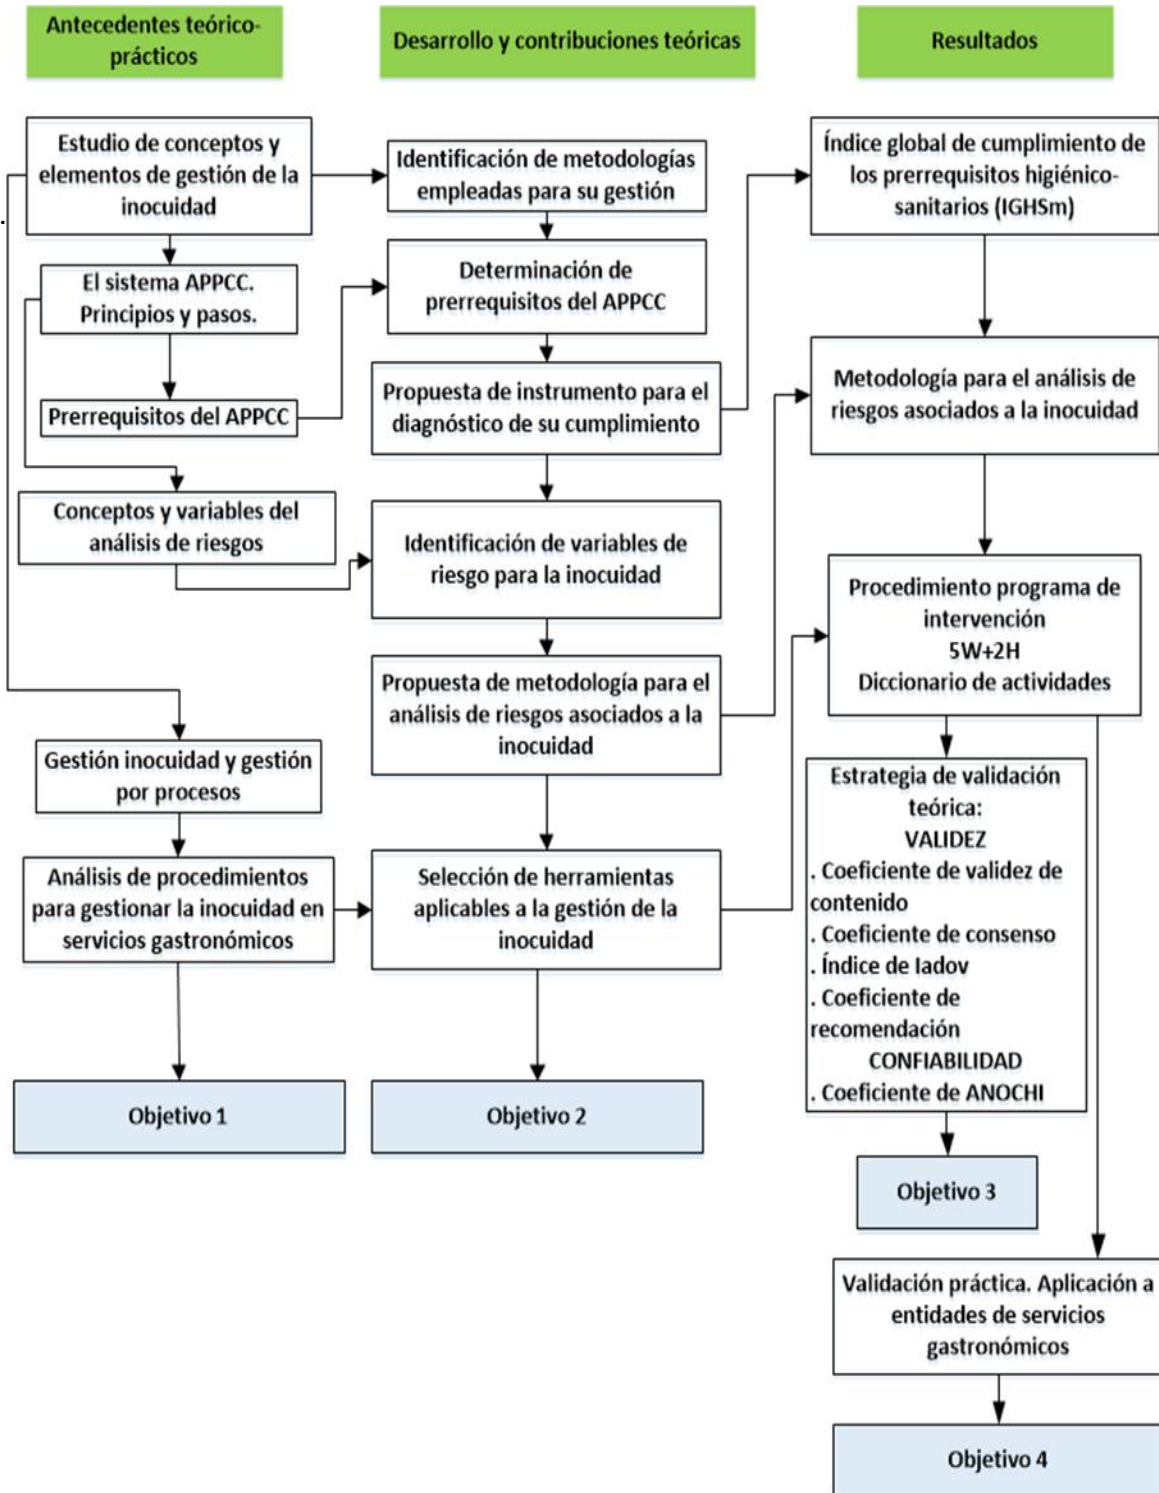 Antecedentes teórico-
prácticos
Desarrollo y contribuciones teóricas
Resultados
Estudio de conceptos y
elementos de gestión de la
inocuidad
.
El sistema APPCC.
Principios y pasos.
Prerrequisitos del APPCC
Conceptos y variables del
análisis de riesgos
Gestión inocuidad y gestión
por procesos
Análisis de procedimientos
para gestionar la inocuidad en
servicios gastronómicos
Objetivo 1
Identificación de metodologías
empleadas para su gestión
Determinación de
prerrequisitos del APPCC
Propuesta de instrumento para el
diagnóstico de su cumplimiento
Identificación de variables de
riesgo para la inocuidad
Propuesta de metodología para el
análisis de riesgos asociados a la
inocuidad
Selección de herramientas
aplicables a la gestión de la
inocuidad
Objetivo 2
Índice global de cumplimiento de
los prerrequisitos higiénico-
sanitarios (IGHSm)
Metodología para el análisis de
riesgos asociados a la inocuidad
Procedimiento programa de
intervención
5W+2H
Diccionario de actividades
Estrategia de validación
teórica:
VALIDEZ
. Coeficiente de validez de
contenido
. Coeficiente de consenso
. Índice de Iadov
. Coeficiente de
recomendación
CONFIABILIDAD
. Coeficiente de ANOCHI
Objetivo 3
Validación práctica. Aplicación a
entidades de servicios
gastronómicos
Objetivo 4